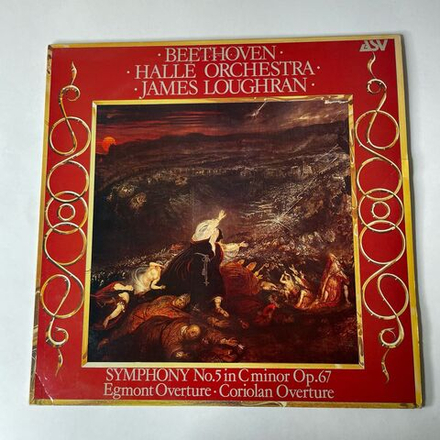 · BEETHOVEN ·
ASV
· HALLE ORCHESTRA ·
· JAMES LOUGHRAN ·
SYMPHONY No.5 in C minor Op.67
Egmont Overture · Coriolan Overture